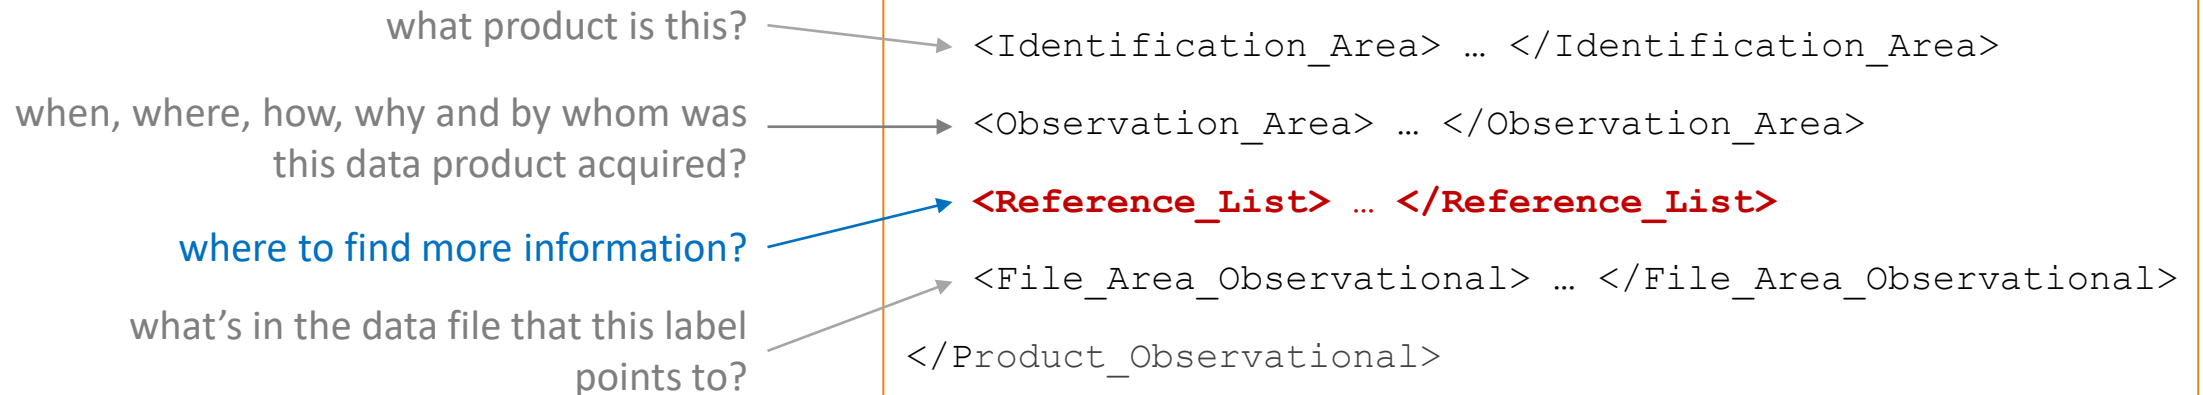 what product is this?
<Identification_Area> … </Identification_Area>
when, where, how, why and by whom was
this data product acquired?
<Observation_Area> … </Observation_Area>
where to find more information?
<Reference_List> … </Reference_List>
what’s in the data file that this label
points to?
<File_Area_Observational> … </File_Area_Observational>
</Product_Observational>